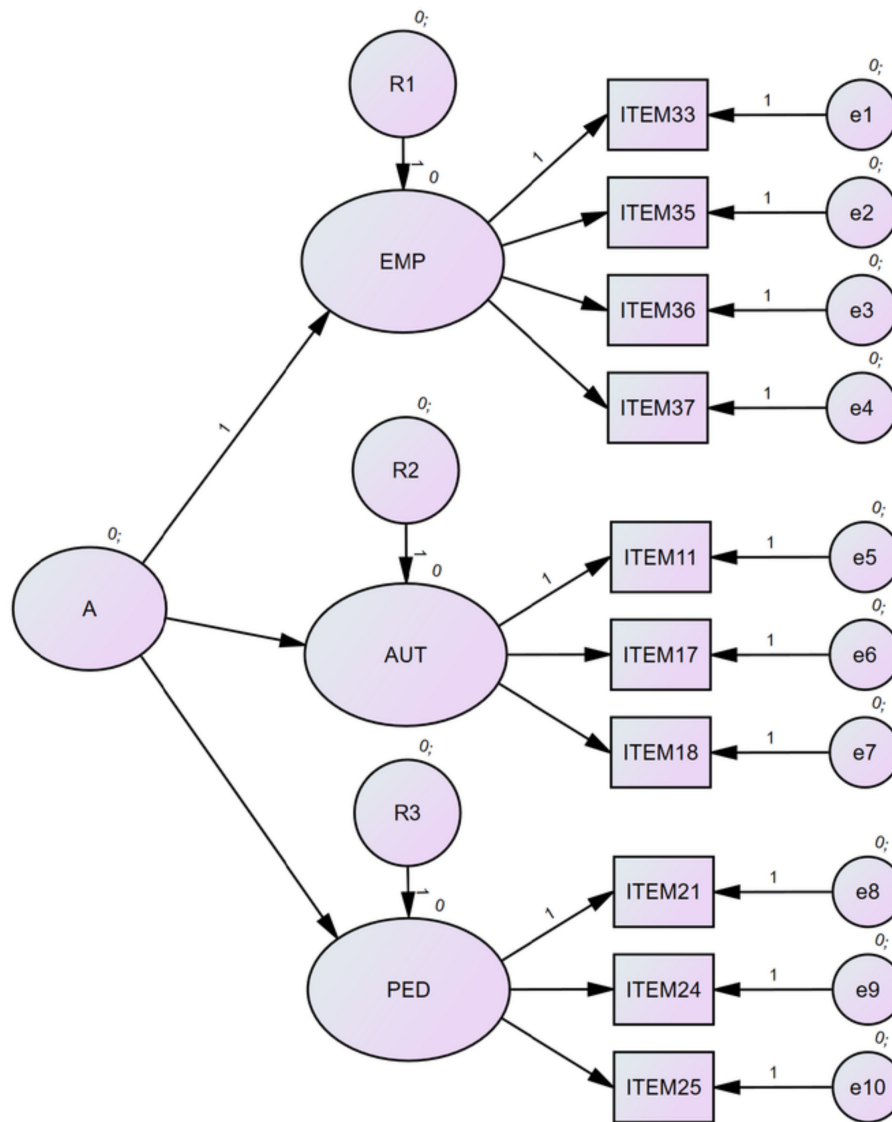 0;
R1
1
0
EMP
1
ITEM33
1
0;
e1
ITEM35
1
0;
e2
ITEM36
1
0;
e3
ITEM37
1
0;
e4
1
0;
A
0;
R2
1
0
AUT
1
ITEM11
1
0;
e5
ITEM17
1
0;
e6
ITEM18
1
0;
e7
0;
R3
1
0
PED
1
ITEM21
1
0;
e8
ITEM24
1
0;
e9
ITEM25
1
0;
e10